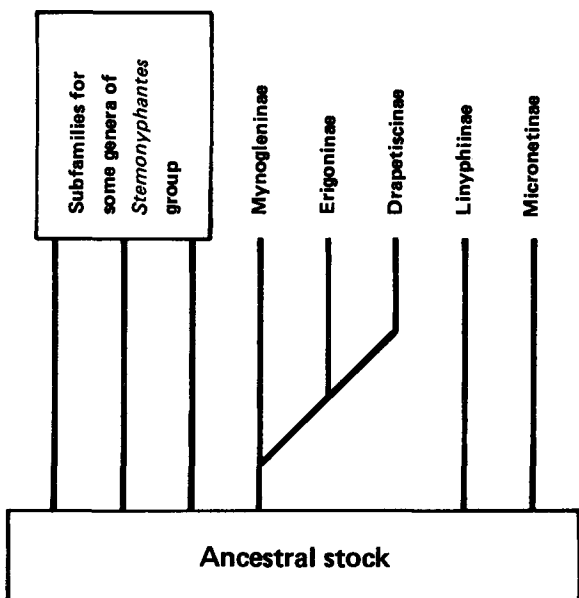 Subfamilies for
some genera of
Stemonyphantes
group
Mynogleninae
Erigoninae
Drapetiscinae
Linyphiinae
Micronetinae
Ancestral stock